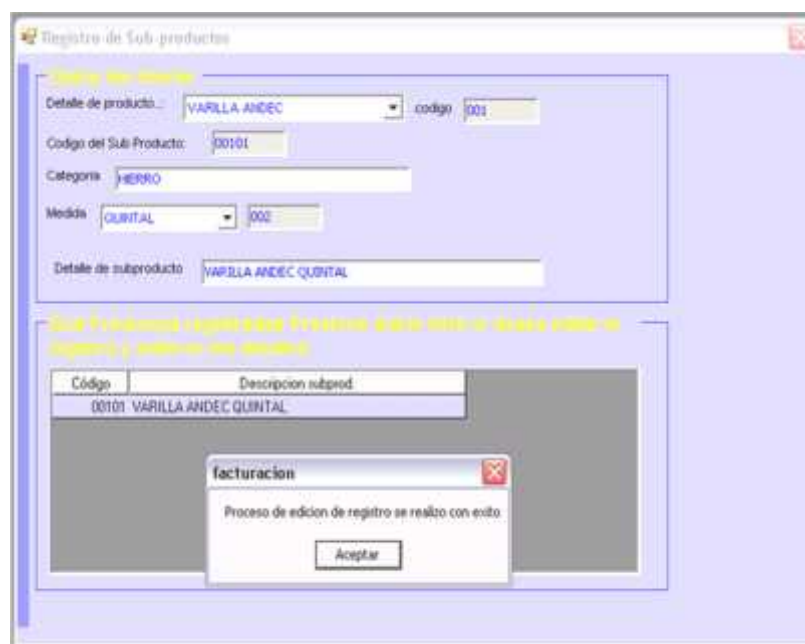 Registro de Sub-productos
Detalle de producto... VARILLA ANDEC codigo 001
Codigo del Sub Producto: 00101
Categoria HIERRO
Medida QUINTAL 002
Detalle de subproducto VARILLA ANDEC QUINTAL
Código Descripcion subprod.
00101 VARILLA ANDEC QUINTAL
facturacion
Proceso de edicion de registro se realizo con exito
Aceptar